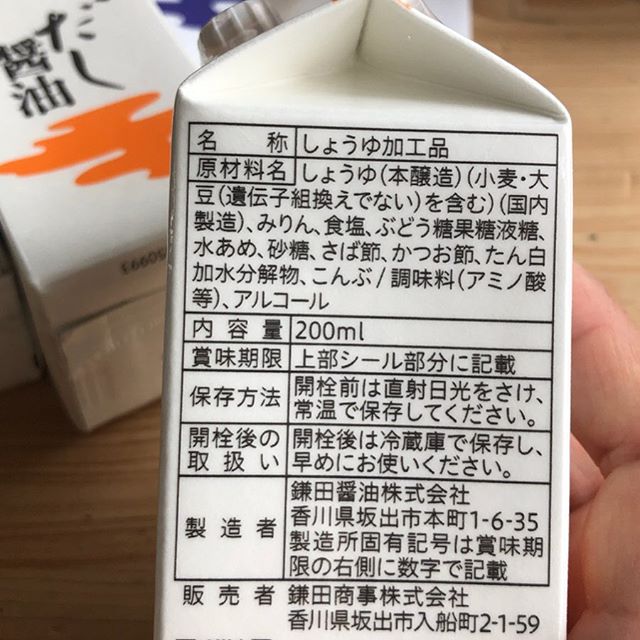 だし
醤油
50993
名称 しょうゆ加工品
原材料名 しょうゆ(本醸造)(小麦・大
豆(遺伝子組換えでない)を含む)(国内
製造)、みりん、食塩、ぶどう糖果糖液糖、
水あめ、砂糖、さば節、かつお節、たん白
加水分解物、こんぶ/調味料(アミノ酸
等)、アルコール
内容量 200ml
賞味期限 上部シール部分に記載
保存方法 開栓前は直射日光をさけ、
常温で保存してください。
開栓後の 開栓後は冷蔵庫で保存し、
取扱い 早めにお使いください。
製造者 鎌田醤油株式会社
香川県坂出市本町1-6-35
製造所固有記号は賞味期
限の右側に数字で記載
販売者 鎌田商事株式会社
香川県坂出市入船町2-1-59